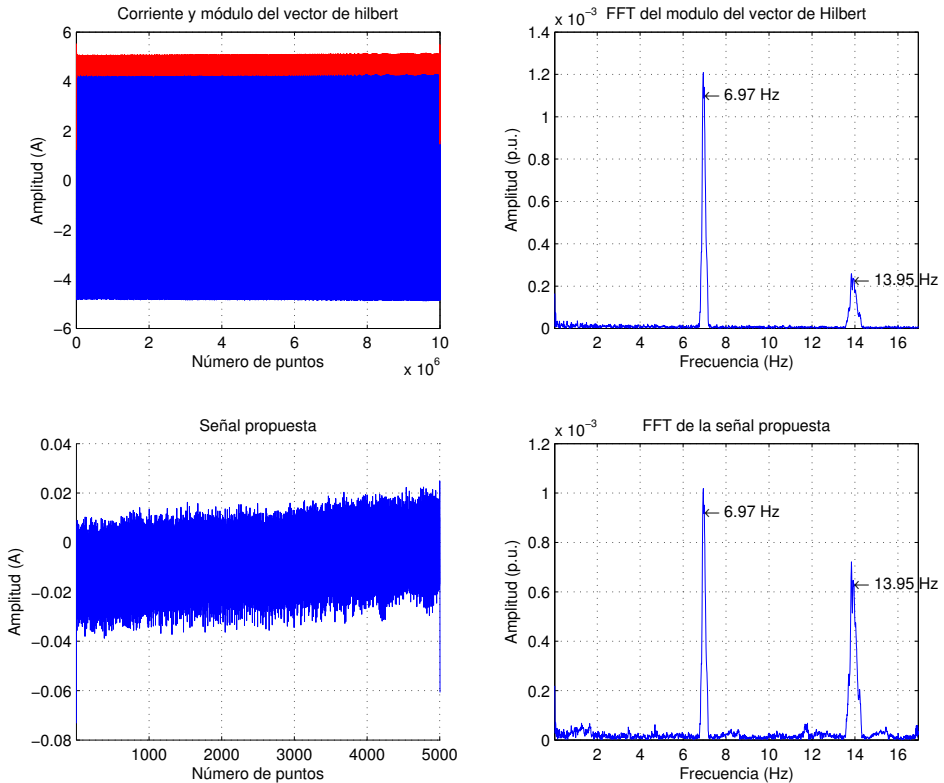 Corriente y módulo del vector de hilbert
6
4
2
0
−2
−4
−6
Amplitud (A)
0 2 4 6 8 10
x 10^6
Número de puntos
FFT del modulo del vector de Hilbert
x 10^−3
1.4
1.2
1
0.8
0.6
0.4
0.2
0
Amplitud (p.u.)
← 6.97 Hz
← 13.95 Hz
2 4 6 8 10 12 14 16
Frecuencia (Hz)
Señal propuesta
0.04
0.02
0
−0.02
−0.04
−0.06
−0.08
Amplitud (A)
1000 2000 3000 4000 5000
Número de puntos
FFT de la señal propuesta
x 10^−3
1.2
1
0.8
0.6
0.4
0.2
0
Amplitud (p.u.)
←6.97 Hz
←13.95 Hz
2 4 6 8 10 12 14 16
Frecuencia (Hz)